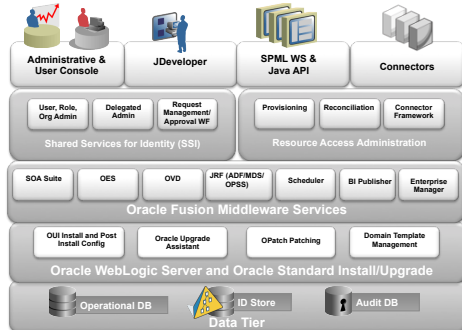 Administrative &
User Console
JDeveloper
SPML WS &
Java API
Connectors
User, Role,
Org Admin
Delegated
Admin
Request
Management/
Approval WF
Shared Services for Identity (SSI)
Provisioning
Reconciliation
Connector
Framework
Resource Access Administration
SOA Suite
OES
OVD
JRF (ADF/MDS/
OPSS)
Scheduler
BI Publisher
Enterprise
Manager
Oracle Fusion Middleware Services
OUI Install and Post
Install Config
Oracle Upgrade
Assistant
OPatch Patching
Domain Template
Management
Oracle WebLogic Server and Oracle Standard Install/Upgrade
Operational DB
ID Store
Audit DB
Data Tier